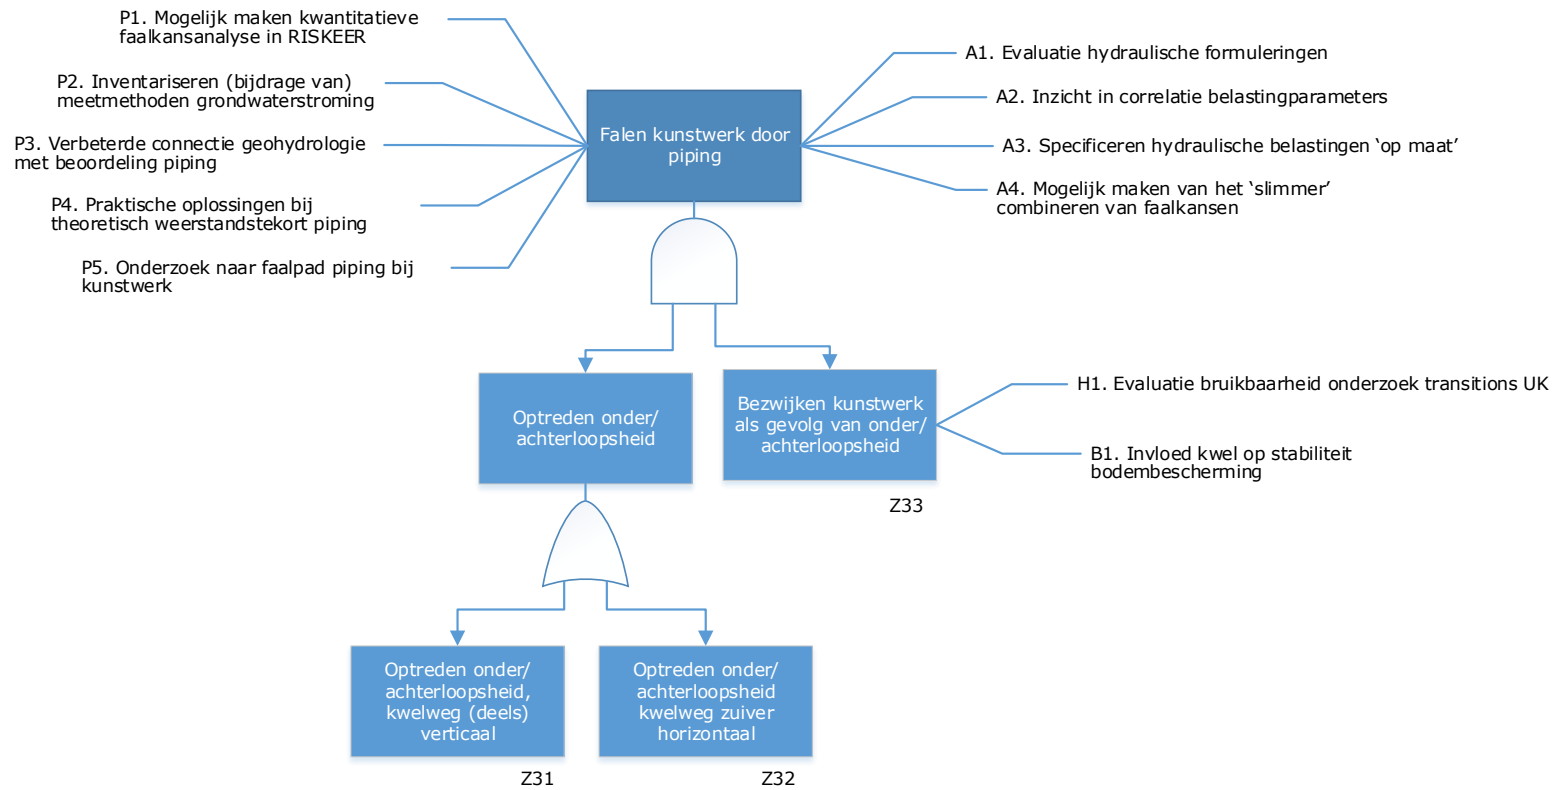 P1. Mogelijk maken kwantitatieve
faalkansanalyse in RISKEER
P2. Inventariseren (bijdrage van)
meetmethoden grondwaterstroming
P3. Verbeterde connectie geohydrologie
met beoordeling piping
P4. Praktische oplossingen bij
theoretisch weerstandstekort piping
P5. Onderzoek naar faalpad piping bij
kunstwerk
Falen kunstwerk door
piping
A1. Evaluatie hydraulische formuleringen
A2. Inzicht in correlatie belastingparameters
A3. Specificeren hydraulische belastingen ‘op maat’
A4. Mogelijk maken van het ‘slimmer’
combineren van faalkansen
Optreden onder/
achterloopsheid
Bezwijken kunstwerk
als gevolg van onder/
achterloopsheid
Z33
H1. Evaluatie bruikbaarheid onderzoek transitions UK
B1. Invloed kwel op stabiliteit
bodembescherming
Optreden onder/
achterloopsheid,
kwelweg (deels)
verticaal
Z31
Optreden onder/
achterloopsheid
kwelweg zuiver
horizontaal
Z32